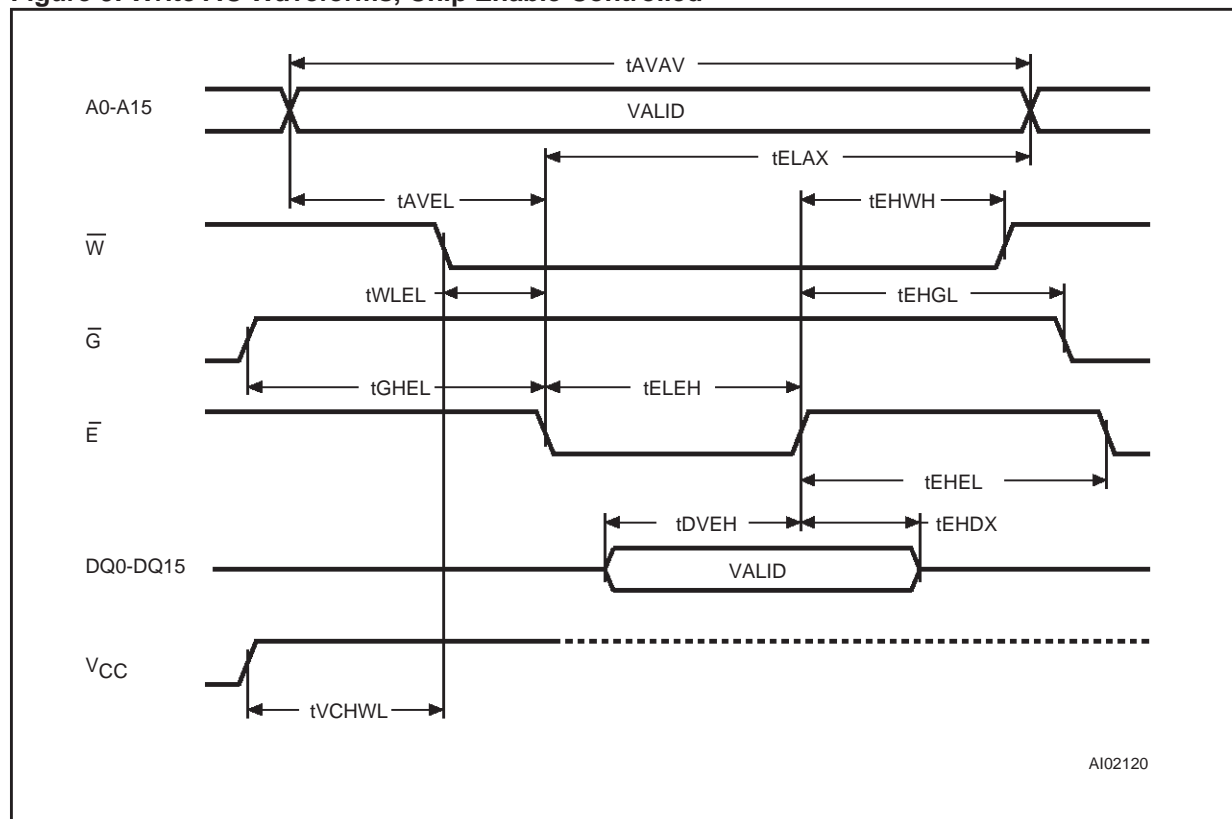 tAVAV
A0-A15
VALID
tELAX
tAVEL
tEHWH
W
tWLEL
tEHGL
G
tGHEL
tELEH
E
tEHEL
tDVEH
tEHDX
DQ0-DQ15
VALID
VCC
tVCHWL
AI02120